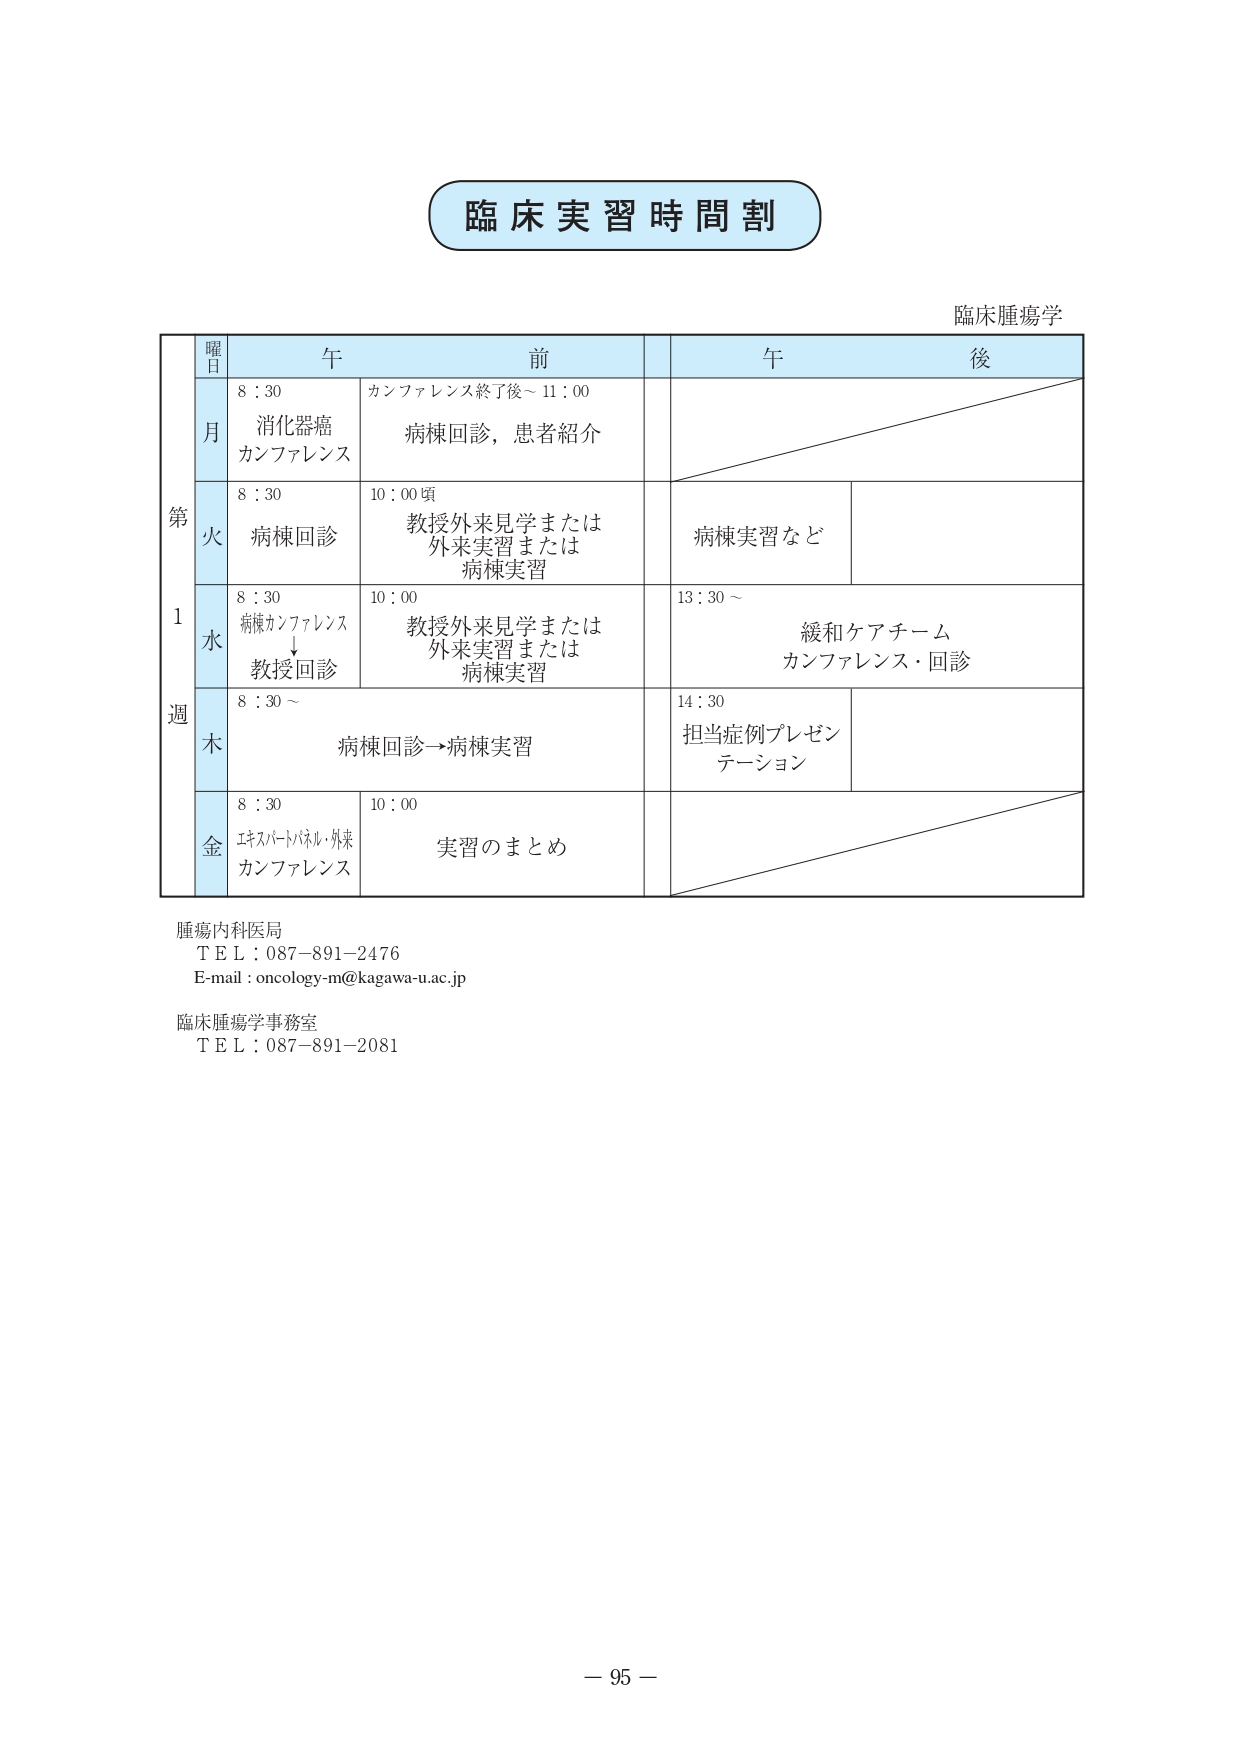 臨床実習時間割
臨床腫瘍学
曜日 午前 午後
第1週
月
8：30
消化器癌
カンファレンス
カンファレンス終了後～11：00
病棟回診，患者紹介
火
8：30
病棟回診
10：00頃
教授外来見学または
外来実習または
病棟実習
病棟実習など
水
8：30
病棟カンファレンス
↓
教授回診
10：00
教授外来見学または
外来実習または
病棟実習
13：30～
緩和ケアチーム
カンファレンス・回診
木
8：30～
病棟回診→病棟実習
14：30
担当症例プレゼン
テーション
金
8：30
エキスパートパネル・外来
カンファレンス
10：00
実習のまとめ
腫瘍内科医局
ＴＥＬ：087−891−2476
E-mail : oncology-m@kagawa-u.ac.jp
臨床腫瘍学事務室
ＴＥＬ：087−891−2081
— 95 —